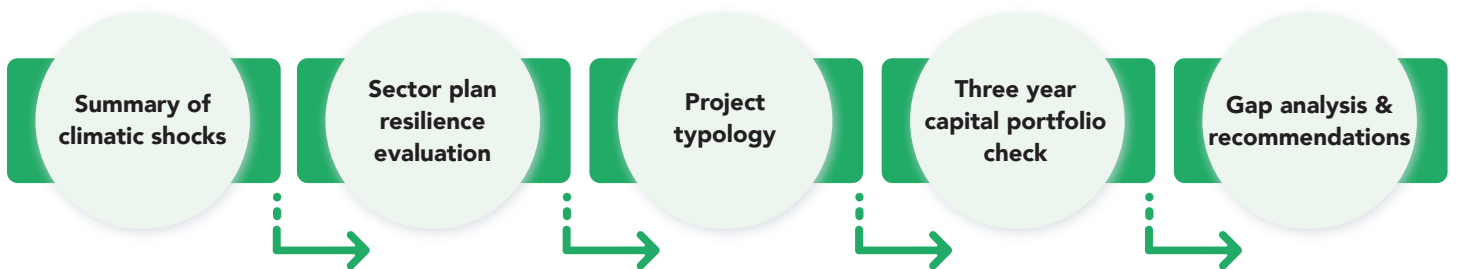 Summary of
climatic shocks
Sector plan
resilience
evaluation
Project
typology
Three year
capital portfolio
check
Gap analysis &
recommendations